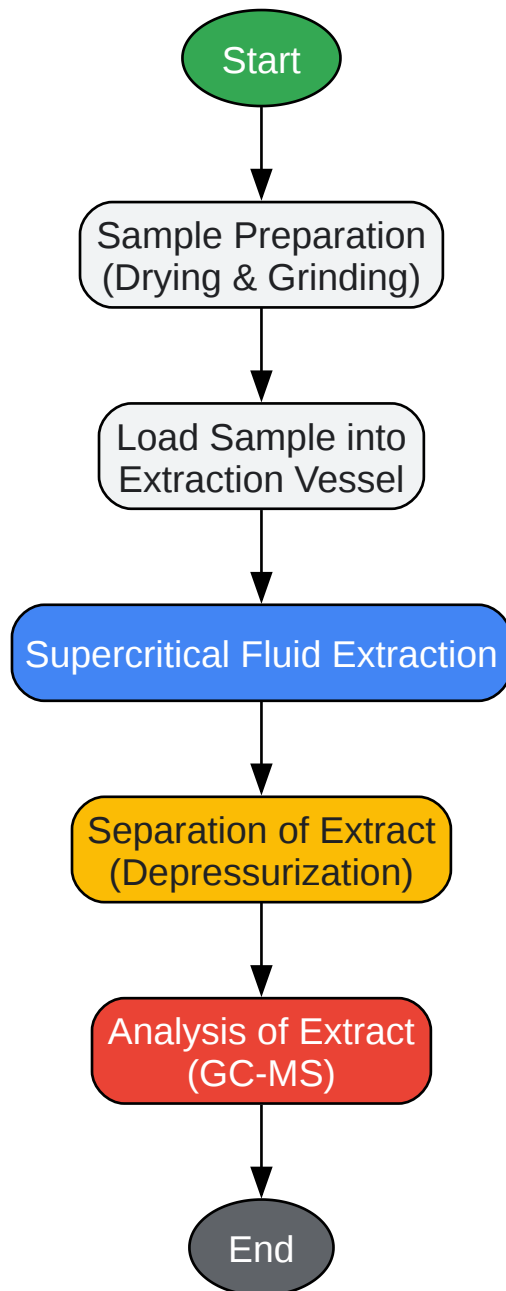 Start
Sample Preparation
(Drying & Grinding)
Load Sample into
Extraction Vessel
Supercritical Fluid Extraction
Separation of Extract
(Depressurization)
Analysis of Extract
(GC-MS)
End